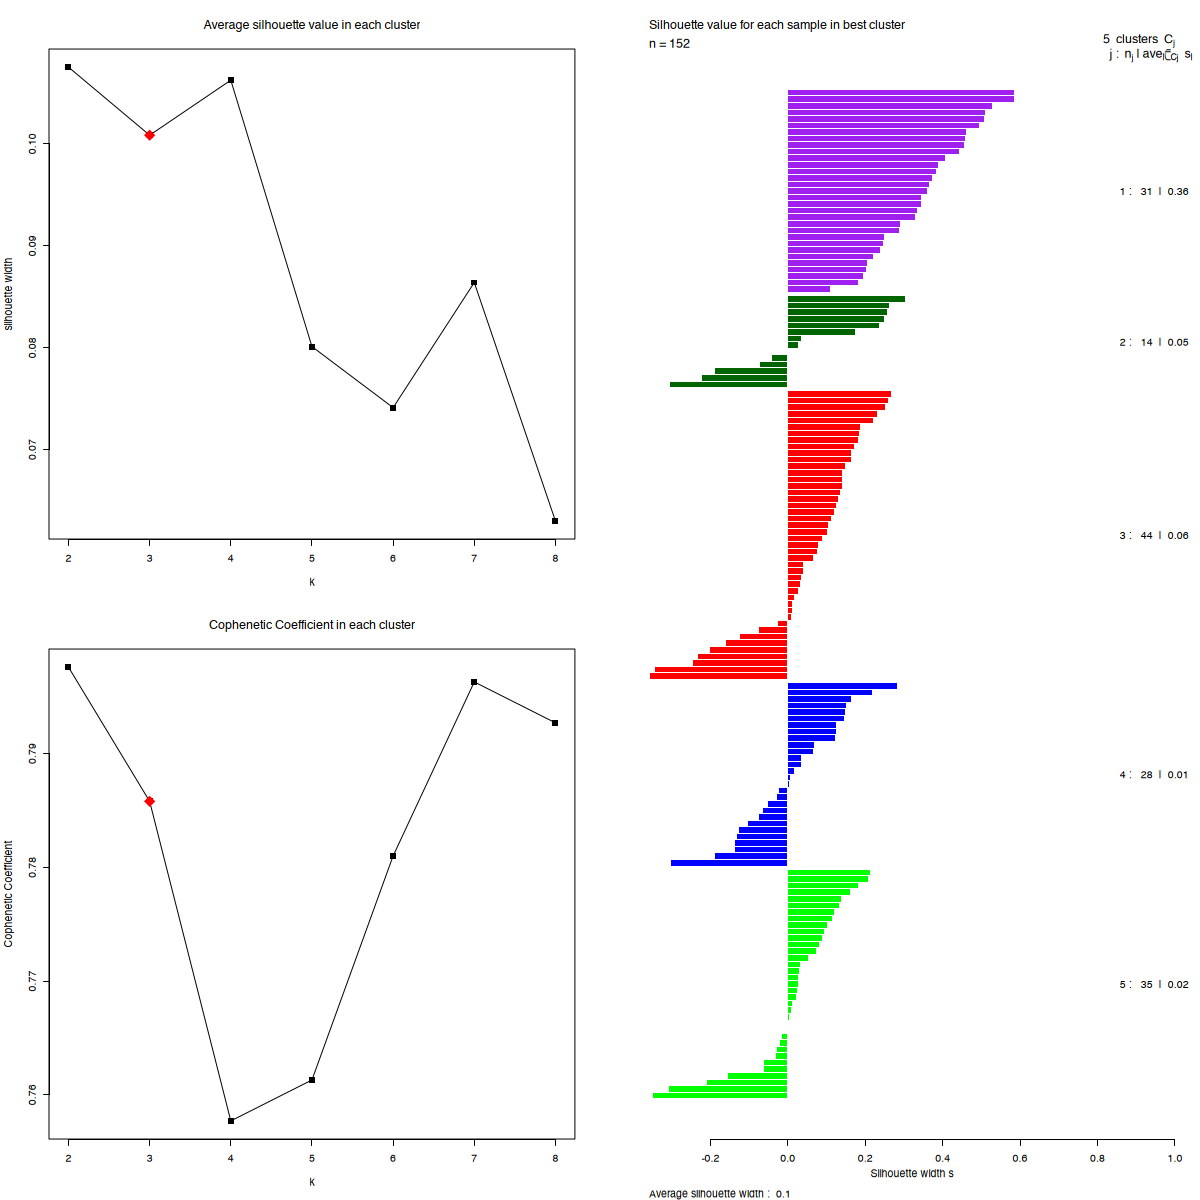 Average silhouette value in each cluster
silhouette width
0.10
0.09
0.08
0.07
2 3 4 5 6 7 8
k
Cophenetic Coefficient in each cluster
Cophenetic Coefficient
0.79
0.78
0.77
0.76
2 3 4 5 6 7 8
k
Silhouette value for each sample in best cluster
n = 152
5 clusters Cj
j : nj | avei∈Cj si
1 : 31 | 0.36
2 : 14 | 0.05
3 : 44 | 0.06
4 : 28 | 0.01
5 : 35 | 0.02
-0.2 0.0 0.2 0.4 0.6 0.8 1.0
Silhouette width s
Average silhouette width : 0.1